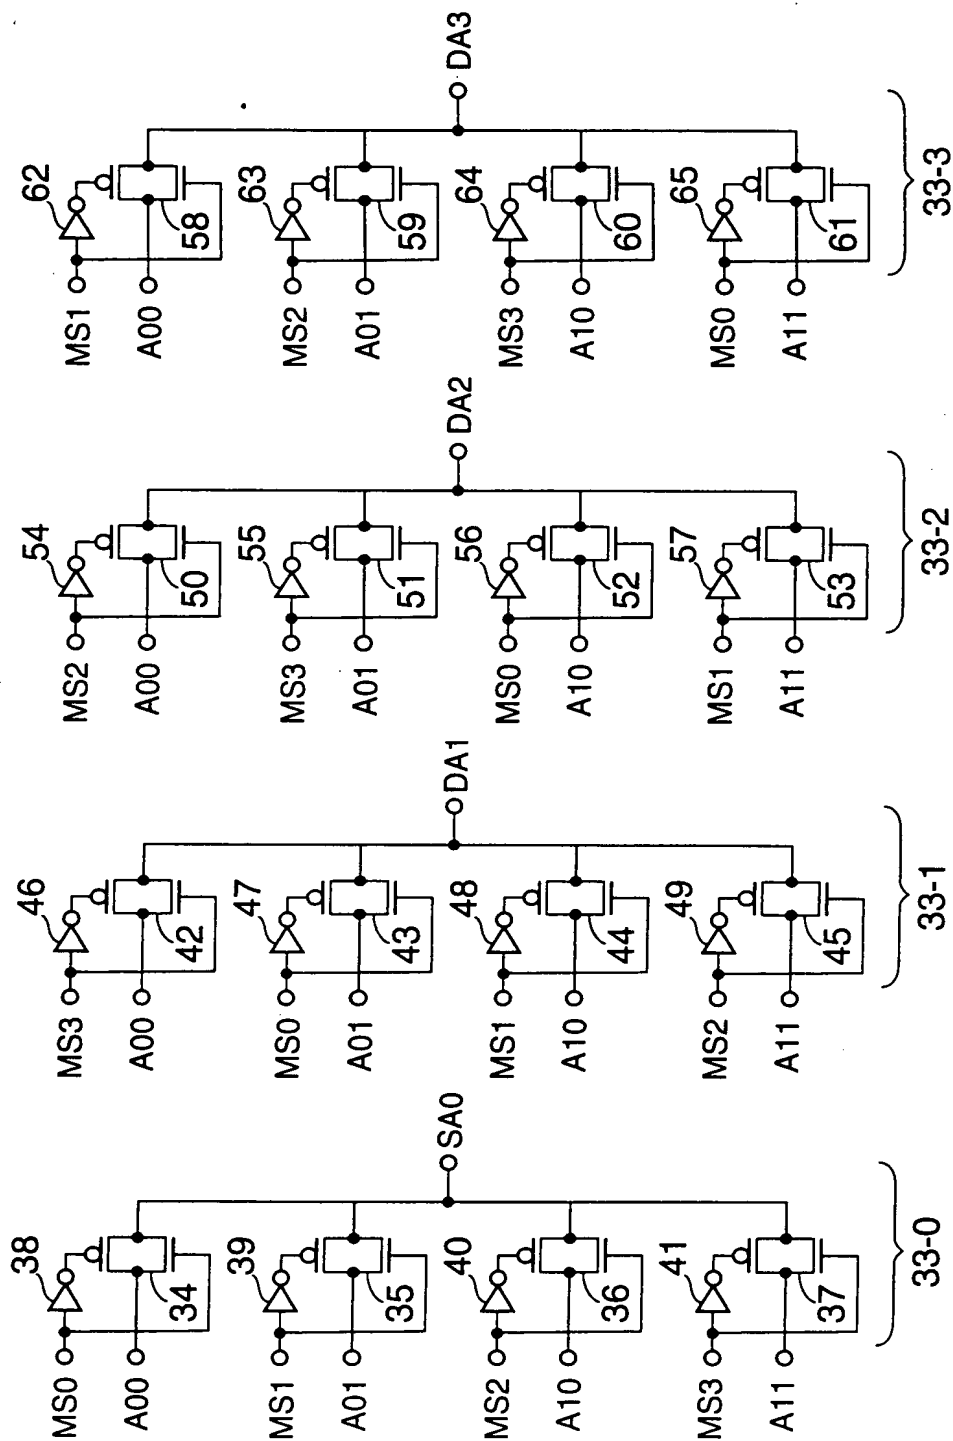 MS0
38
A00
34
MS1
39
A01
35
SA0
MS2
40
A10
36
MS3
41
A11
37
33-0
MS3
46
A00
42
MS0
47
A01
43
DA1
MS1
48
A10
44
MS2
49
A11
45
33-1
MS2
54
A00
50
MS3
55
A01
51
DA2
MS0
56
A10
52
MS1
57
A11
53
33-2
MS1
62
A00
58
MS2
63
A01
59
DA3
MS3
64
A10
60
MS0
65
A11
61
33-3